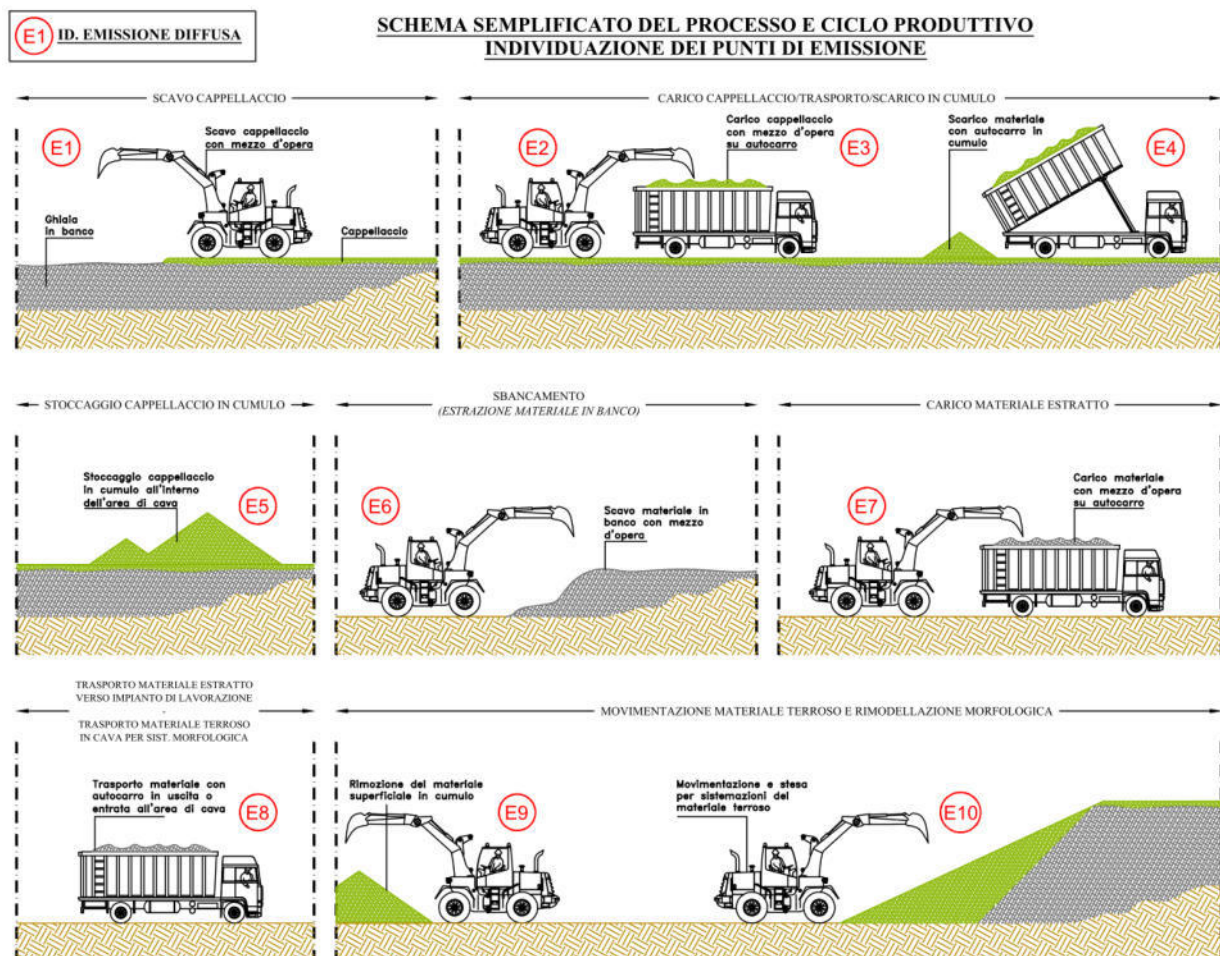 E1 ID. EMISSIONE DIFFUSA
SCHEMA SEMPLIFICATO DEL PROCESSO E CICLO PRODUTTIVO
INDIVIDUAZIONE DEI PUNTI DI EMISSIONE
SCAVO CAPPELLACCIO
E1
Scavo cappellaccio
con mezzo d'opera
Ghiaia
in banco
Cappellaccio
CARICO CAPPELLACCIO/TRASPORTO/SCARICO IN CUMULO
E2
Carico cappellaccio
con mezzo d'opera
su autocarro
E3
Scarico materiale
con autocarro in
cumulo
E4
STOCCAGGIO CAPPELLACCIO IN CUMULO
Stoccaggio cappellaccio
in cumulo all'interno
dell'area di cava
E5
SBANCAMENTO
(ESTRAZIONE MATERIALE IN BANCO)
E6
Scavo materiale in
banco con mezzo
d'opera
CARICO MATERIALE ESTRATTO
E7
Carico materiale
con mezzo d'opera
su autocarro
TRASPORTO MATERIALE ESTRATTO
VERSO IMPIANTO DI LAVORAZIONE
-
TRASPORTO MATERIALE TERROSO
IN CAVA PER SIST. MORFOLOGICA
Trasporto materiale con
autocarro in uscita o
entrata all'area di cava
E8
MOVIMENTAZIONE MATERIALE TERROSO E RIMODELLAZIONE MORFOLOGICA
Rimozione del materiale
superficiale in cumulo
E9
Movimentazione e stesa
per sistemazioni del
materiale terroso
E10